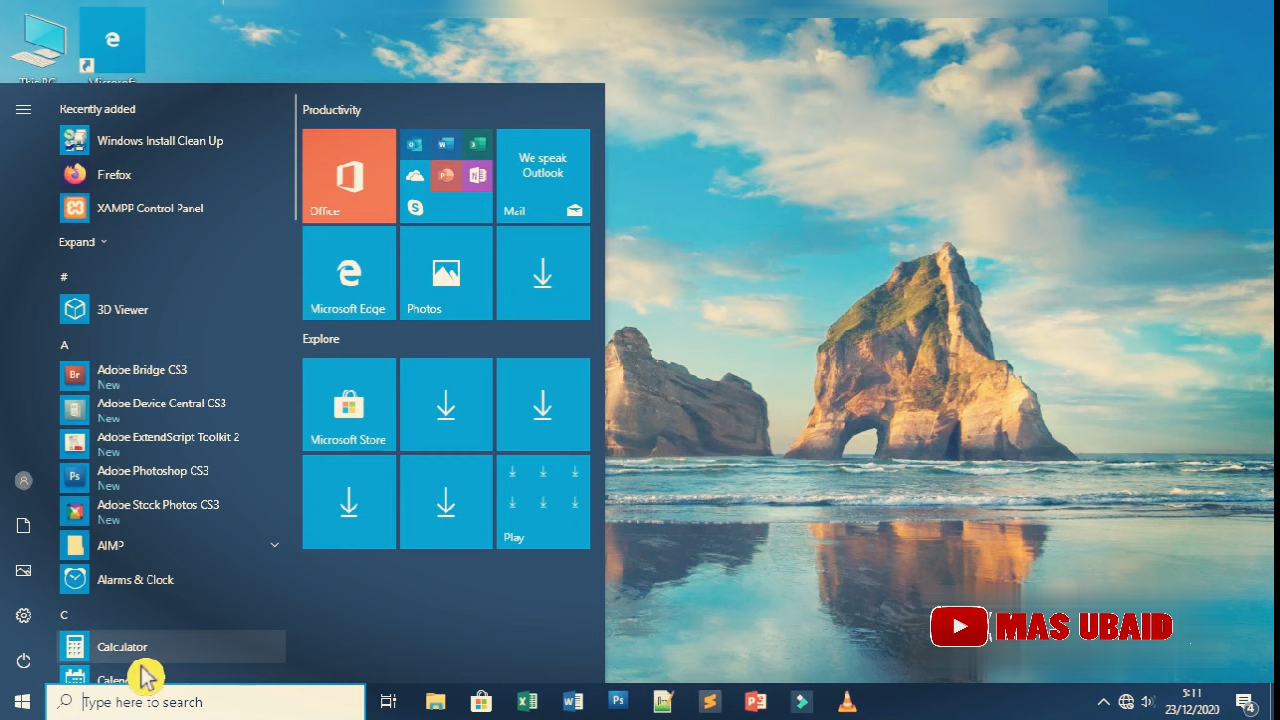 This PC
Microsoft
Recently added
Windows Install Clean Up
Firefox
XAMPP Control Panel
Expand
#
3D Viewer
A
Adobe Bridge CS3
New
Adobe Device Central CS3
New
Adobe ExtendScript Toolkit 2
New
Adobe Photoshop CS3
New
Adobe Stock Photos CS3
New
AIMP
Alarms & Clock
C
Calculator
Productivity
Office
We speak
Outlook
Mail
Microsoft Edge
Photos
Explore
Microsoft Store
Play
MAS UBAID
Type here to search
5:11
23/12/2020
4